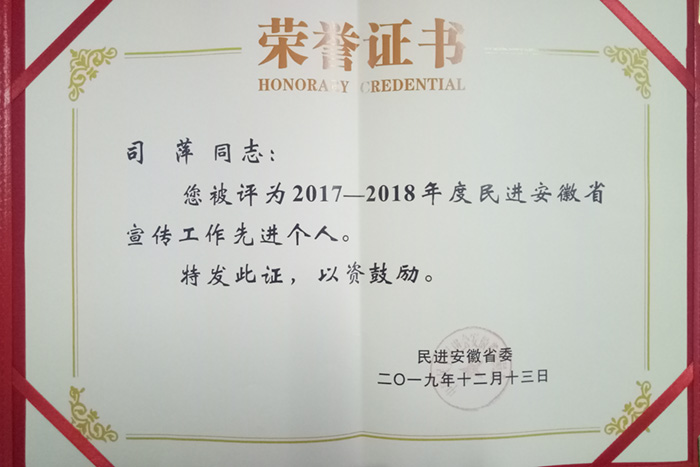 荣誉证书
HONORARY CREDENTIAL
司 萍 同志：
您被评为2017—2018年度民进安徽省
宣传工作先进个人。
特发此证，以资鼓励。
民进安徽省委
二〇一九年十二月十三日